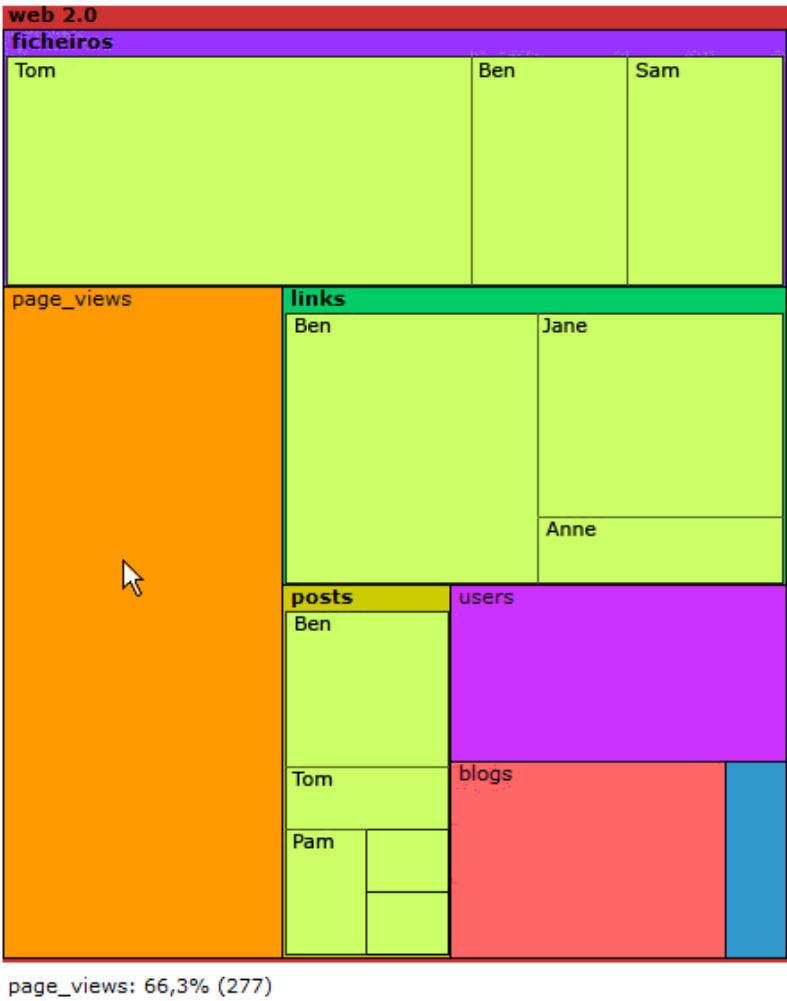 web 2.0
ficheiros
Tom
Ben
Sam
page_views
links
Ben
Jane
Anne
posts
users
Ben
Tom
blogs
Pam
page_views: 66,3% (277)